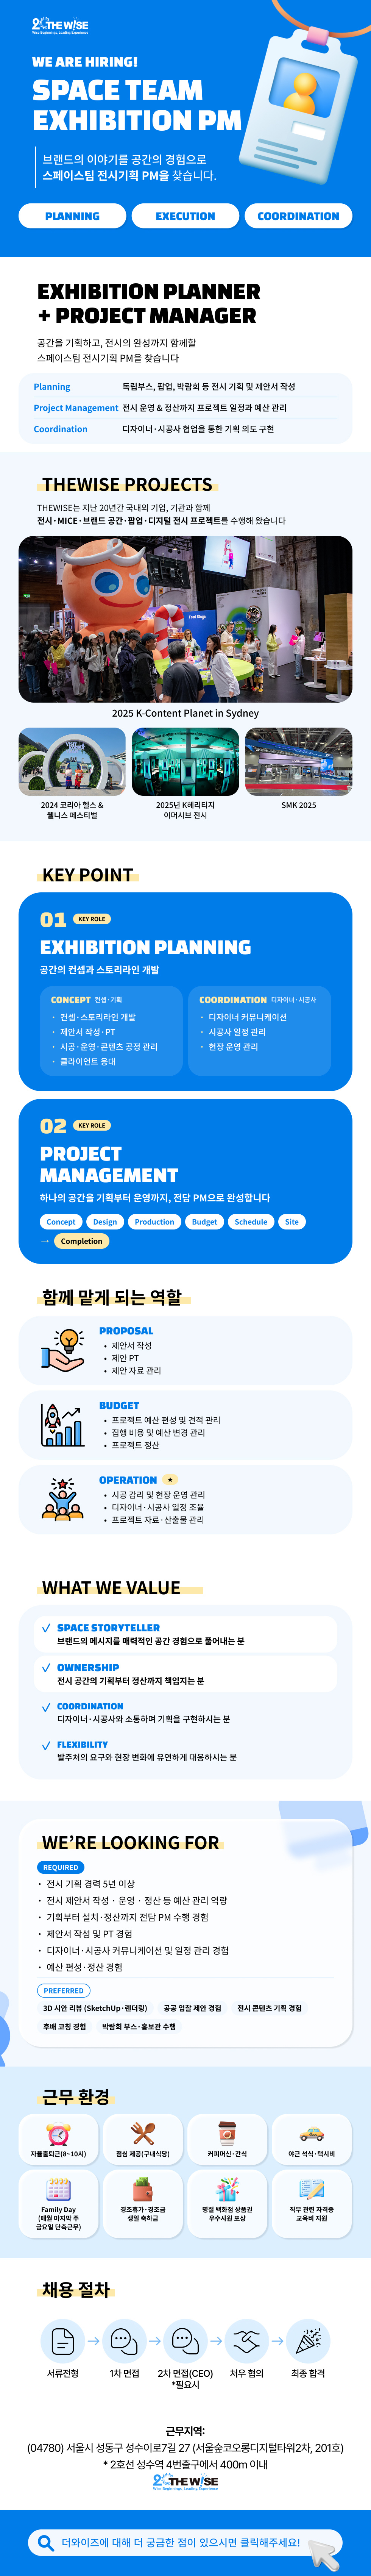 20 THE WISE
Wise Beginnings, Leading Experience
WE ARE HIRING!
SPACE TEAM
EXHIBITION PM
브랜드의 이야기를 공간의 경험으로
스페이스팀 전시기획 PM을 찾습니다.
PLANNING
EXECUTION
COORDINATION
EXHIBITION PLANNER
+ PROJECT MANAGER
공간을 기획하고, 전시의 완성까지 함께할
스페이스팀 전시기획 PM을 찾습니다
Planning 독립부스, 팝업, 박람회 등 전시 기획 및 제안서 작성
Project Management 전시 운영 & 정산까지 프로젝트 일정과 예산 관리
Coordination 디자이너·시공사 협업을 통한 기획 의도 구현
THEWISE PROJECTS
THEWISE는 지난 20년간 국내외 기업, 기관과 함께
전시·MICE·브랜드 공간·팝업·디지털 전시 프로젝트를 수행해 왔습니다
2025 K-Content Planet in Sydney
2024 코리아 헬스 &
웰니스 페스티벌
2025년 K헤리티지
이머시브 전시
SMK 2025
KEY POINT
01 KEY ROLE
EXHIBITION PLANNING
공간의 컨셉과 스토리라인 개발
CONCEPT 컨셉·기획
· 컨셉·스토리라인 개발
· 제안서 작성·PT
· 시공·운영·콘텐츠 공정 관리
· 클라이언트 응대
COORDINATION 디자이너·시공사
· 디자이너 커뮤니케이션
· 시공사 일정 관리
· 현장 운영 관리
02 KEY ROLE
PROJECT
MANAGEMENT
하나의 공간을 기획부터 운영까지, 전담 PM으로 완성합니다
Concept Design Production Budget Schedule Site
→ Completion
함께 맡게 되는 역할
PROPOSAL
• 제안서 작성
• 제안 PT
• 제안 자료 관리
BUDGET
• 프로젝트 예산 편성 및 견적 관리
• 집행 비용 및 예산 변경 관리
• 프로젝트 정산
OPERATION ★
• 시공 감리 및 현장 운영 관리
• 디자이너·시공사 일정 조율
• 프로젝트 자료·산출물 관리
WHAT WE VALUE
SPACE STORYTELLER
브랜드의 메시지를 매력적인 공간 경험으로 풀어내는 분
OWNERSHIP
전시 공간의 기획부터 정산까지 책임지는 분
COORDINATION
디자이너·시공사와 소통하며 기획을 구현하시는 분
FLEXIBILITY
발주처의 요구와 현장 변화에 유연하게 대응하시는 분
WE'RE LOOKING FOR
REQUIRED
· 전시 기획 경력 5년 이상
· 전시 제안서 작성 · 운영 · 정산 등 예산 관리 역량
· 기획부터 설치·정산까지 전담 PM 수행 경험
· 제안서 작성 및 PT 경험
· 디자이너·시공사 커뮤니케이션 및 일정 관리 경험
· 예산 편성·정산 경험
PREFERRED
3D 시안 리뷰 (SketchUp·렌더링) 공공 입찰 제안 경험 전시 콘텐츠 기획 경험
후배 코칭 경험 박람회 부스·홍보관 수행
근무 환경
자율출퇴근(8~10시)
점심 제공(구내식당)
커피머신·간식
야근 석식·택시비
Family Day
(매월 마지막 주
금요일 단축근무)
경조휴가·경조금
생일 축하금
명절 백화점 상품권
우수사원 포상
직무 관련 자격증
교육비 지원
채용 절차
서류전형
1차 면접
2차 면접(CEO)
*필요시
처우 협의
최종 합격
근무지역:
(04780) 서울시 성동구 성수이로7길 27 (서울숲코오롱디지털타워2차, 201호)
* 2호선 성수역 4번출구에서 400m 이내
20 THE WISE
Wise Beginnings, Leading Experience
더와이즈에 대해 더 궁금한 점이 있으시면 클릭해주세요!